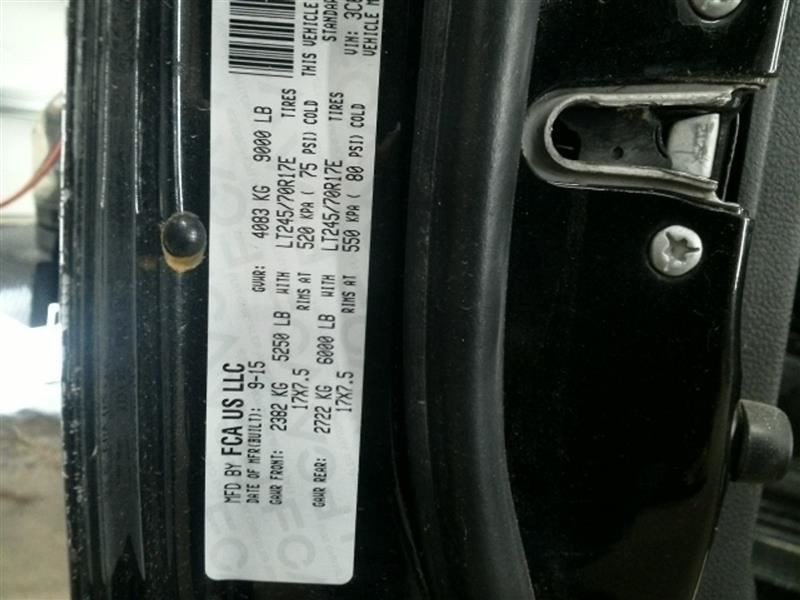 MFD BY FCA US LLC
DATE OF MFR(BUILT): 9-15 GVWR: 4083 KG 9000 LB
GAWR FRONT: 2382 KG 5250 LB WITH LT245/70R17E TIRES
17X7.5 RIMS AT 520 KPA ( 75 PSI) COLD
GAWR REAR: 2722 KG 6000 LB WITH LT245/70R17E TIRES
17X7.5 RIMS AT 550 KPA ( 80 PSI) COLD
THIS VEHICLE
STANDAR
VIN: 3C6
VEHICLE M